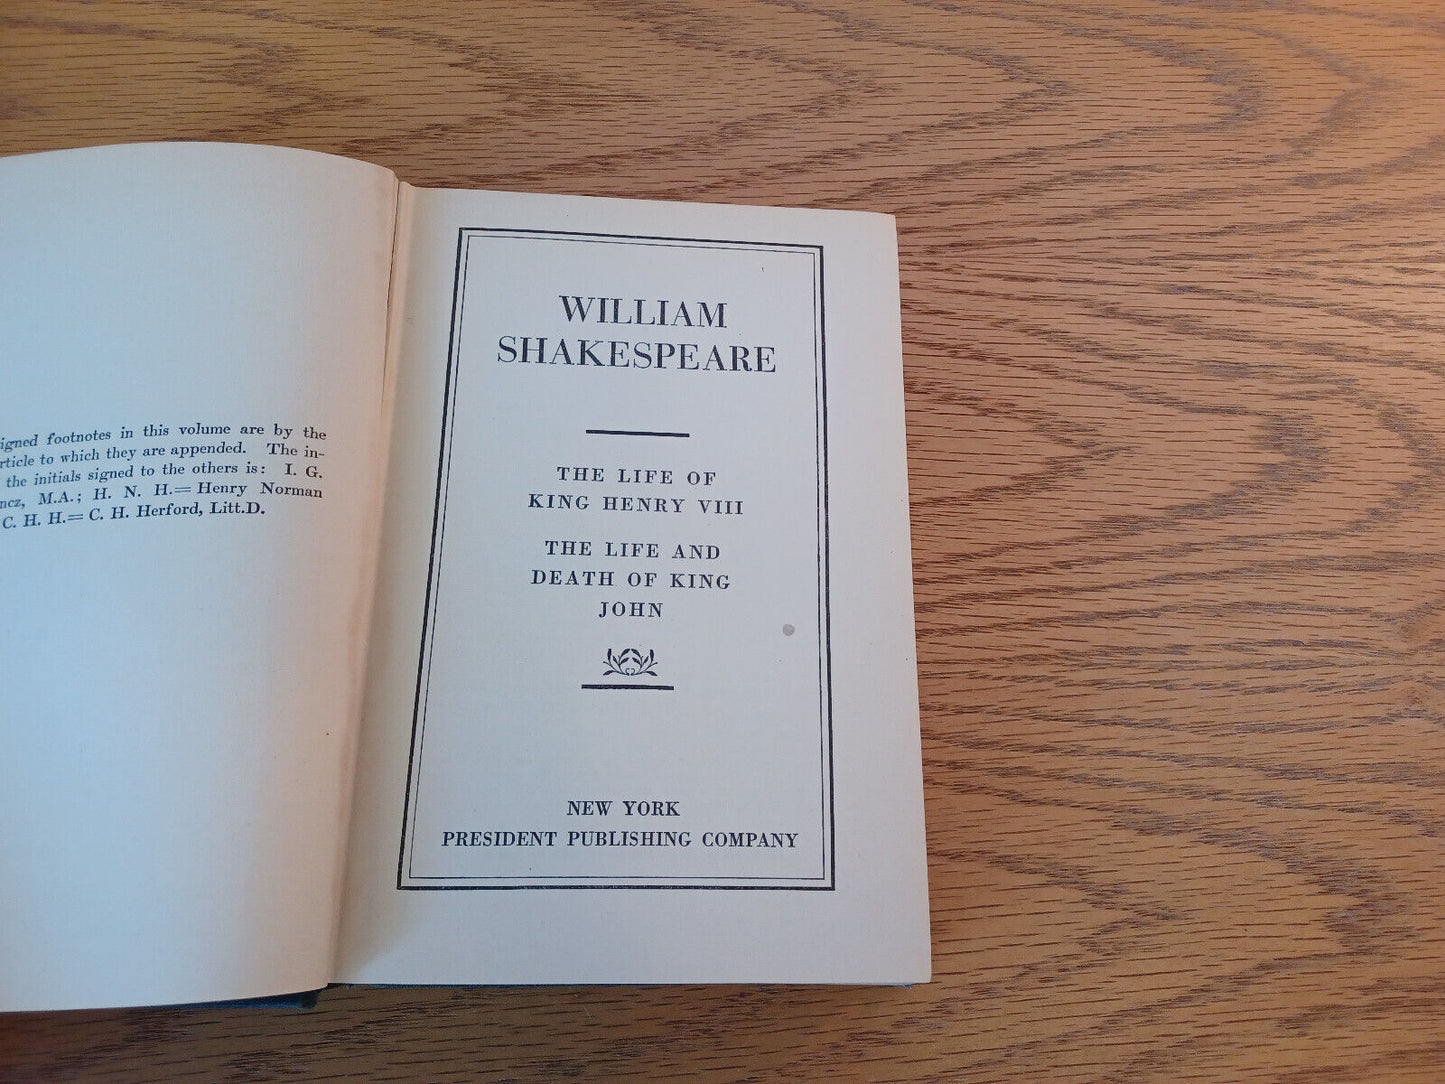 igned footnotes in this volume are by the
rticle to which they are appended. The in-
the initials signed to the others is: I. G.
ncz, M.A.; H. N. H.= Henry Norman
C. H. H.= C. H. Herford, Litt.D.
WILLIAM
SHAKESPEARE
THE LIFE OF
KING HENRY VIII
THE LIFE AND
DEATH OF KING
JOHN
NEW YORK
PRESIDENT PUBLISHING COMPANY